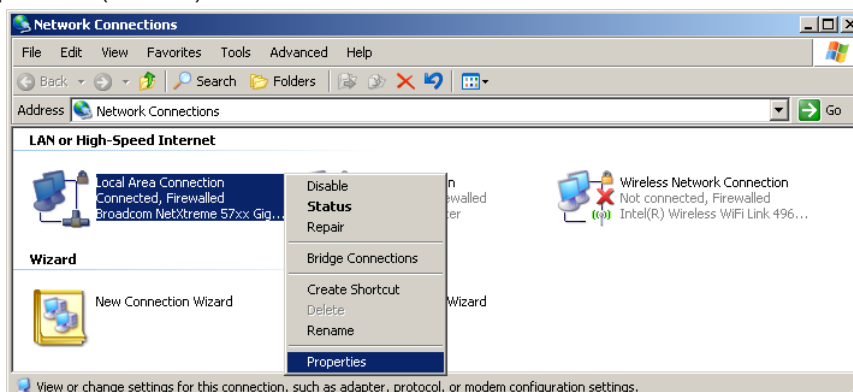 Network Connections
File Edit View Favorites Tools Advanced Help
Back Search Folders
Address Network Connections Go
LAN or High-Speed Internet
Local Area Connection
Connected, Firewalled
Broadcom NetXtreme 57xx Gig...
Disable
Status
Repair
Bridge Connections
Create Shortcut
Delete
Rename
Properties
Wireless Network Connection
Not connected, Firewalled
Intel(R) Wireless WiFi Link 496...
Wizard
New Connection Wizard
Wizard
View or change settings for this connection, such as adapter, protocol, or modem configuration settings.